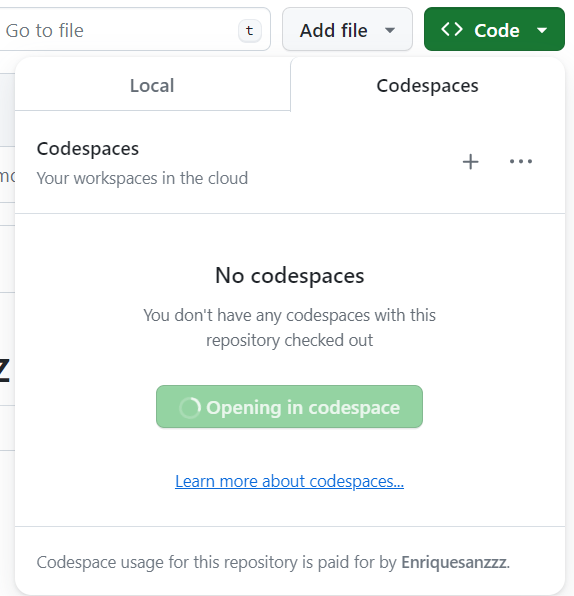 Go to file t Add file Code
Local Codespaces
Codespaces
Your workspaces in the cloud
No codespaces
You don't have any codespaces with this
repository checked out
Opening in codespace
Learn more about codespaces...
Codespace usage for this repository is paid for by Enriquesanzzz.